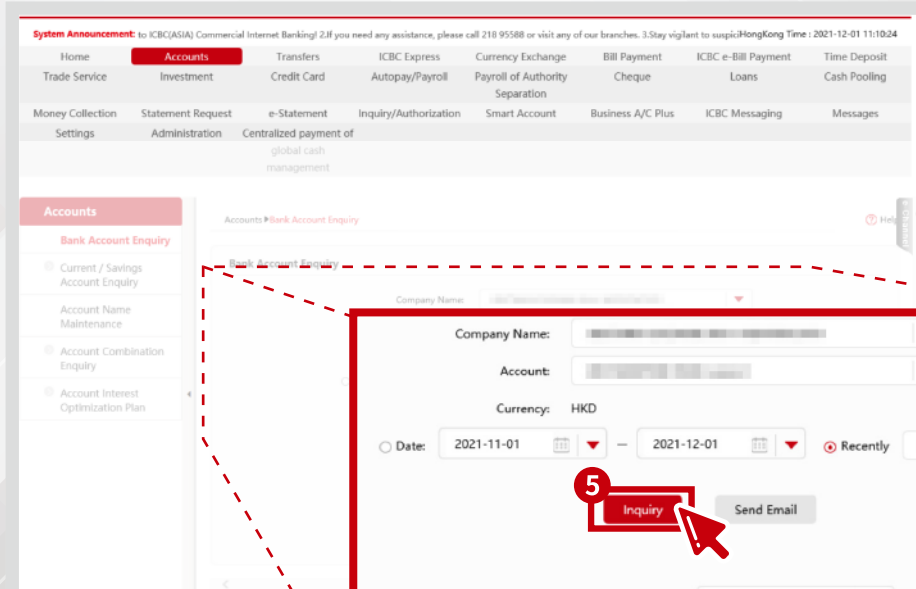 System Announcement: to ICBC(ASIA) Commercial Internet Banking! 2.If you need any assistance, please call 218 95588 or visit any of our branches. 3.Stay vigilant to suspiciHongKong Time : 2021-12-01 11:10:24
Home Accounts Transfers ICBC Express Currency Exchange Bill Payment ICBC e-Bill Payment Time Deposit
Trade Service Investment Credit Card Autopay/Payroll Payroll of Authority Cheque Loans Cash Pooling
Separation
Money Collection Statement Request e-Statement Inquiry/Authorization Smart Account Business A/C Plus ICBC Messaging Messages
Settings Administration Centralized payment of
global cash
management
Accounts
Accounts Bank Account Enquiry
Help
e-Channel
Bank Account Enquiry
Current / Savings
Account Enquiry
Account Name
Maintenance
Account Combination
Enquiry
Account Interest
Optimization Plan
Bank Account Enquiry
Company Name:
Company Name:
Account:
Currency: HKD
Date: 2021-11-01 – 2021-12-01 Recently
5
Inquiry Send Email